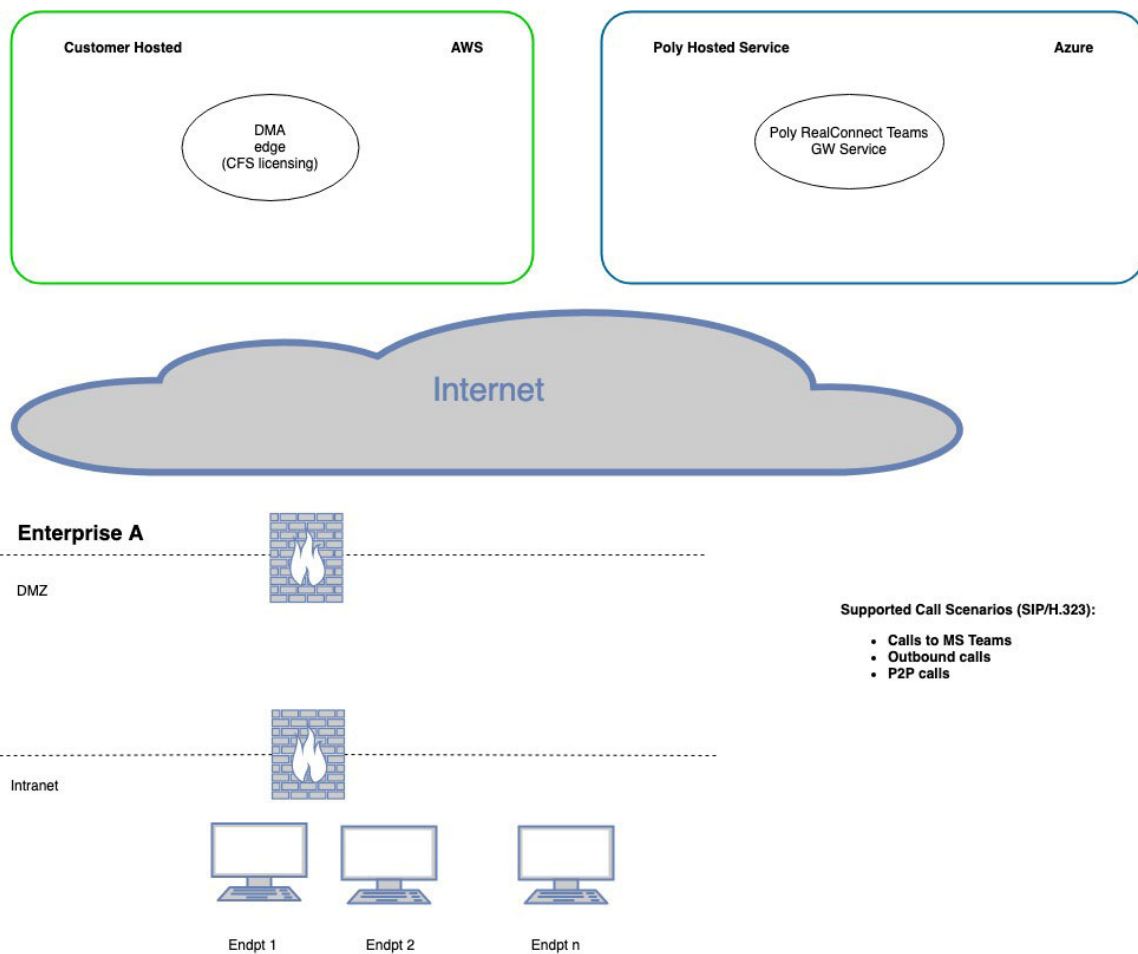 Customer Hosted
AWS
DMA
edge
(CFS licensing)
Poly Hosted Service
Azure
Poly RealConnect Teams
GW Service
Internet
Enterprise A
DMZ
Supported Call Scenarios (SIP/H.323):
• Calls to MS Teams
• Outbound calls
• P2P calls
Intranet
Endpt 1
Endpt 2
Endpt n